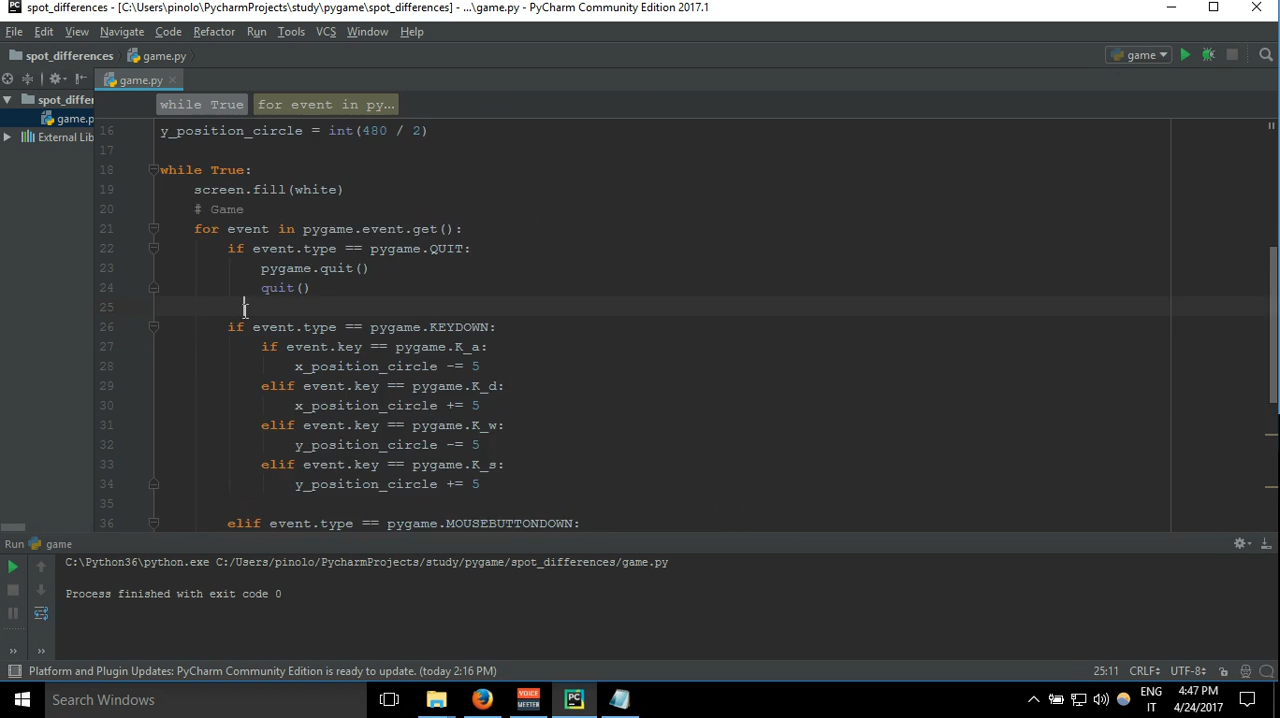 spot_differences - [C:\Users\pinolo\PycharmProjects\study\pygame\spot_differences] - ...\game.py - PyCharm Community Edition 2017.1
File Edit View Navigate Code Refactor Run Tools VCS Window Help
spot_differences game.py game
game.py
spot_differ while True for event in py...
game.p
External Lib
16 y_position_circle = int(480 / 2)
17
18 while True:
19 screen.fill(white)
20 # Game
21 for event in pygame.event.get():
22 if event.type == pygame.QUIT:
23 pygame.quit()
24 quit()
25
26 if event.type == pygame.KEYDOWN:
27 if event.key == pygame.K_a:
28 x_position_circle -= 5
29 elif event.key == pygame.K_d:
30 x_position_circle += 5
31 elif event.key == pygame.K_w:
32 y_position_circle -= 5
33 elif event.key == pygame.K_s:
34 y_position_circle += 5
35
36 elif event.type == pygame.MOUSEBUTTONDOWN:
Run game
C:\Python36\python.exe C:/Users/pinolo/PycharmProjects/study/pygame/spot_differences/game.py
Process finished with exit code 0
Platform and Plugin Updates: PyCharm Community Edition is ready to update. (today 2:16 PM) 25:11 CRLF UTF-8
Search Windows
VOICE
MEETER
PC
ENG
IT
4:47 PM
4/24/2017